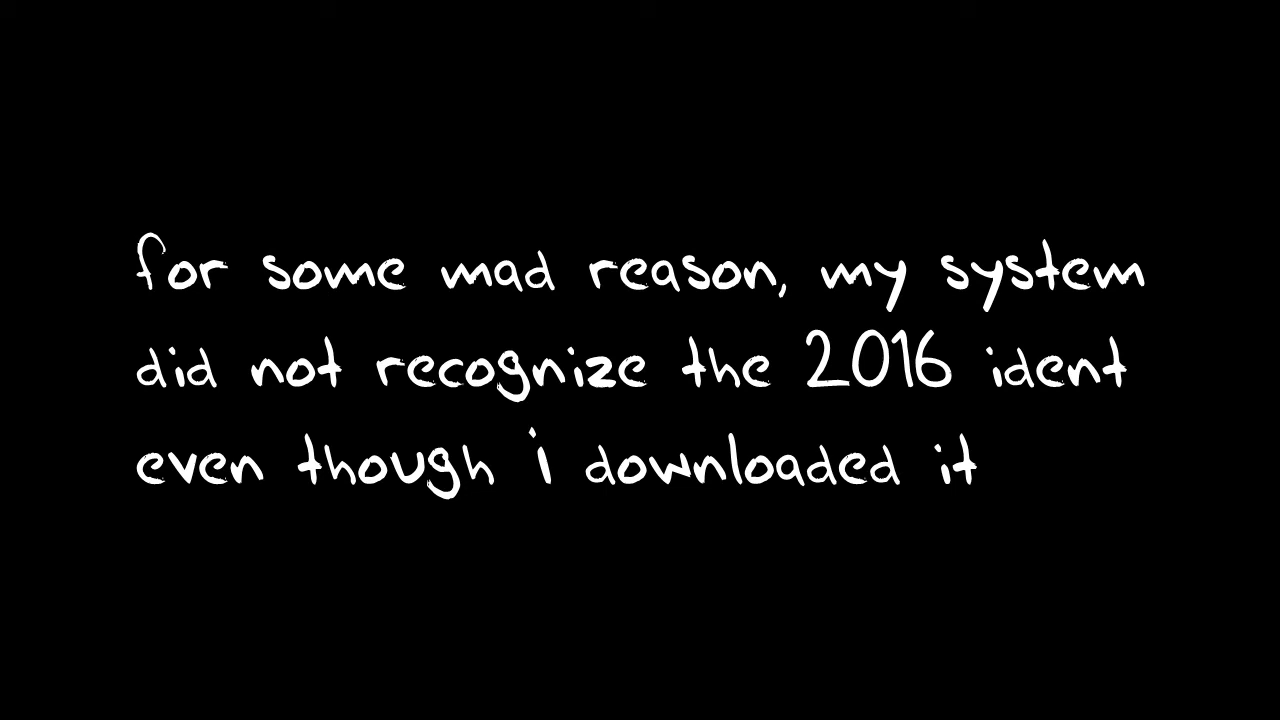 for some mad reason, my system
did not recognize the 2016 ident
even though i downloaded it